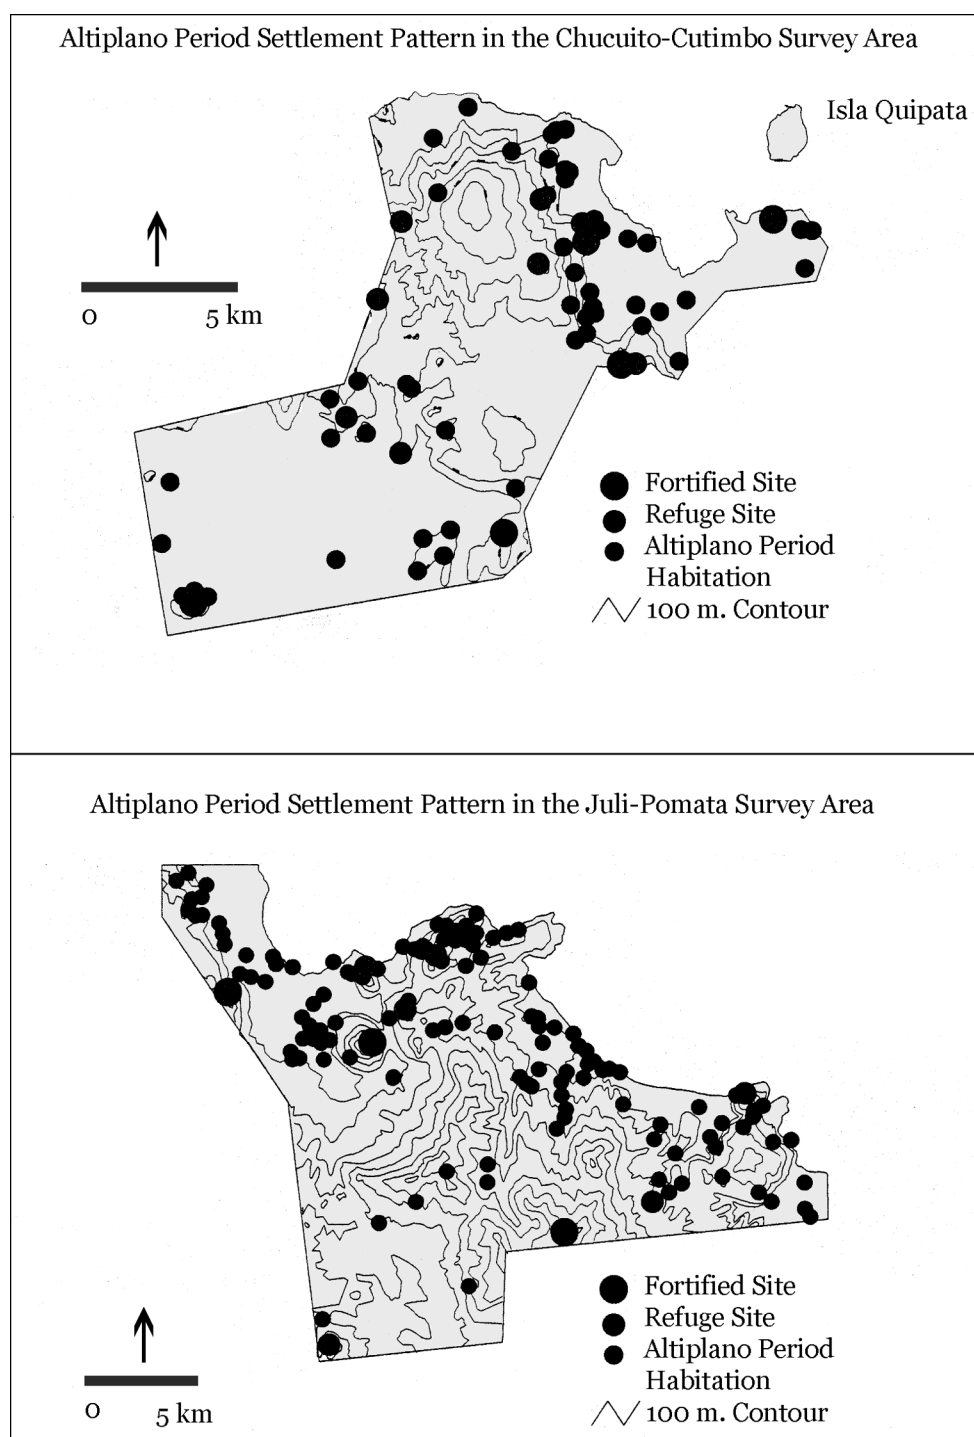 Altiplano Period Settlement Pattern in the Chucuito-Cutimbo Survey Area
Isla Quipata
0 5 km
Fortified Site
Refuge Site
Altiplano Period
Habitation
100 m. Contour
Altiplano Period Settlement Pattern in the Juli-Pomata Survey Area
Fortified Site
Refuge Site
Altiplano Period
Habitation
100 m. Contour
0 5 km